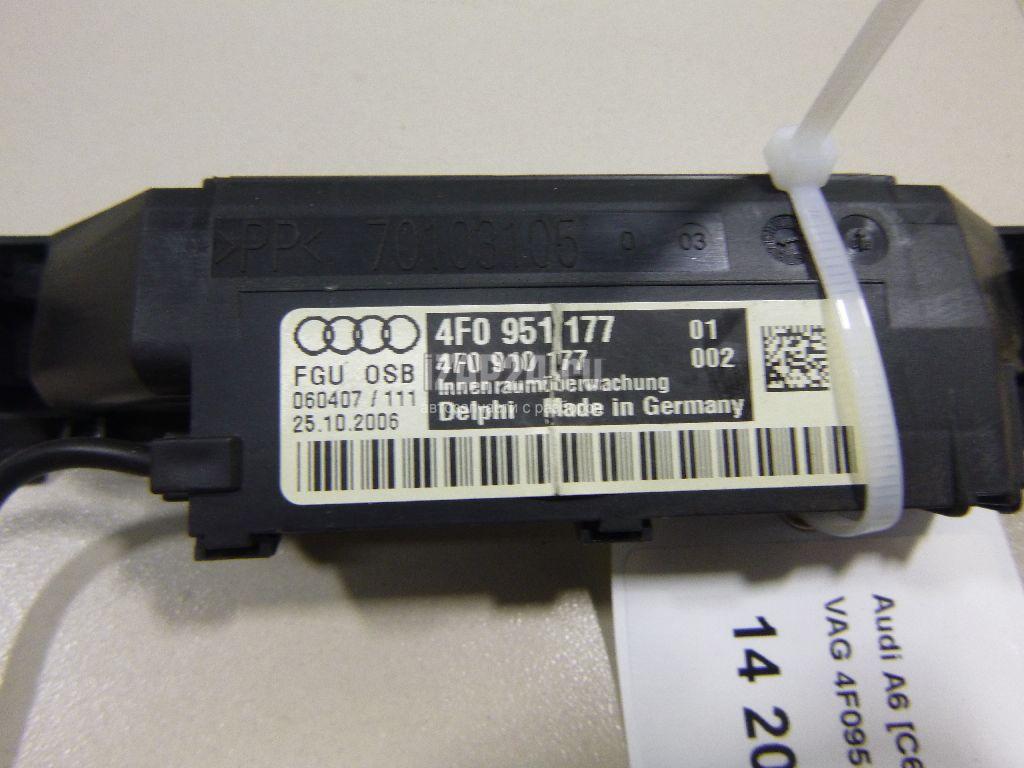 >PP< 70103105 0 03
4F0 951 177 01
4F0 910 177 002
Innenraumüberwachung
Delphi Made in Germany
FGU OSB
060407 / 111
25.10.2006
Audi A6 [C6
VAG 4F095
14 20